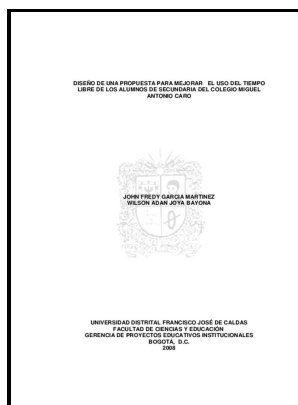 DISEÑO DE UNA PROPUESTA PARA MEJORAR EL USO DEL TIEMPO
LIBRE DE LOS ALUMNOS DE SECUNDARIA DEL COLEGIO MIGUEL
ANTONIO CARO
JOHN FREDY GARCIA MARTINEZ
WILSON ADAN JOYA BAYONA
UNIVERSIDAD DISTRITAL FRANCISCO JOSÉ DE CALDAS
FACULTAD DE CIENCIAS Y EDUCACIÓN
GERENCIA DE PROYECTOS EDUCATIVOS INSTITUCIONALES
BOGOTÁ, D.C.
2008